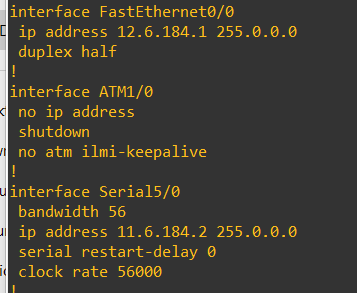 interface FastEthernet0/0
 ip address 12.6.184.1 255.0.0.0
 duplex half
!
interface ATM1/0
 no ip address
 shutdown
 no atm ilmi-keepalive
!
interface Serial5/0
 bandwidth 56
 ip address 11.6.184.2 255.0.0.0
 serial restart-delay 0
 clock rate 56000
!